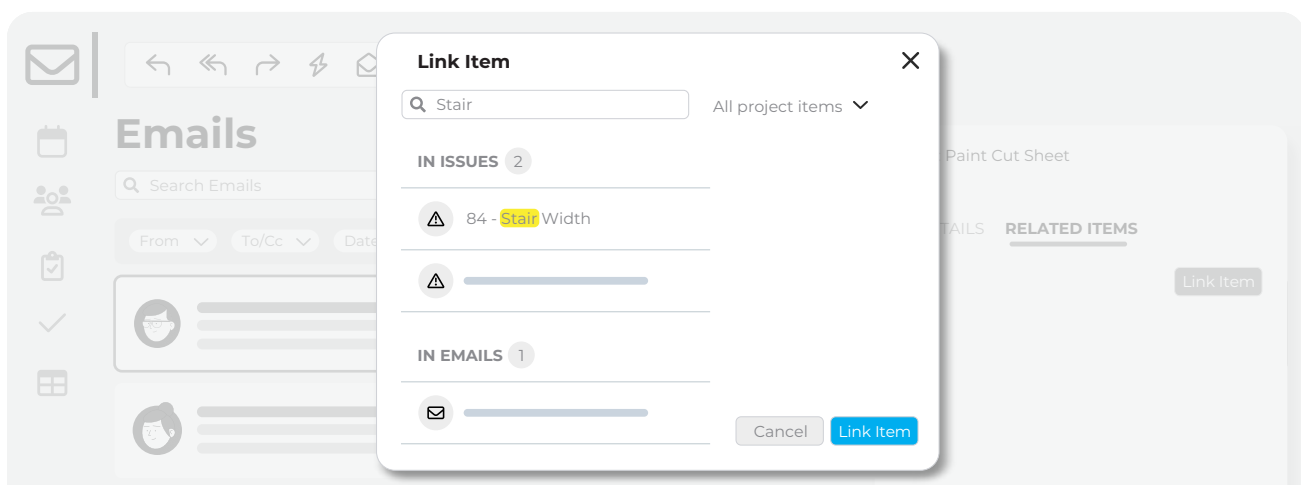 Link Item
Stair
All project items
IN ISSUES 2
84 - Stair Width
IN EMAILS 1
Cancel
Link Item
Emails
Search Emails
From
To/Cc
Date
Paint Cut Sheet
TAILS
RELATED ITEMS
Link Item